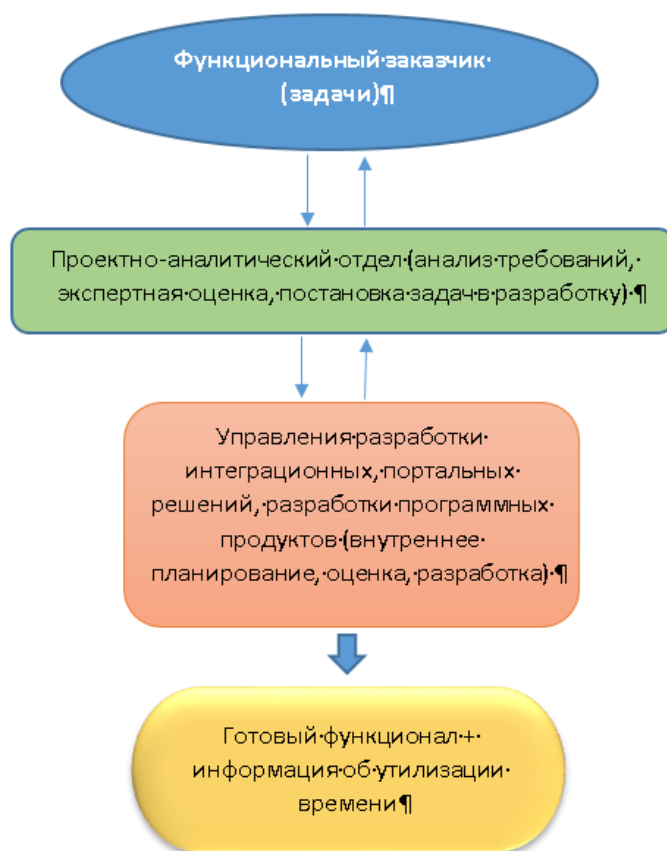 Функциональный·заказчик·
(задачи)¶
Проектно-аналитический·отдел·(анализ·требований,·
экспертная·оценка,·постановка·задач·в·разработку)·¶
Управления·разработки·
интеграционных,·портальных·
решений,·разработки·программных·
продуктов·(внутреннее·
планирование,·оценка,·разработка)·¶
Готовый·функционал·+·
информация·об·утилизации·
времени¶